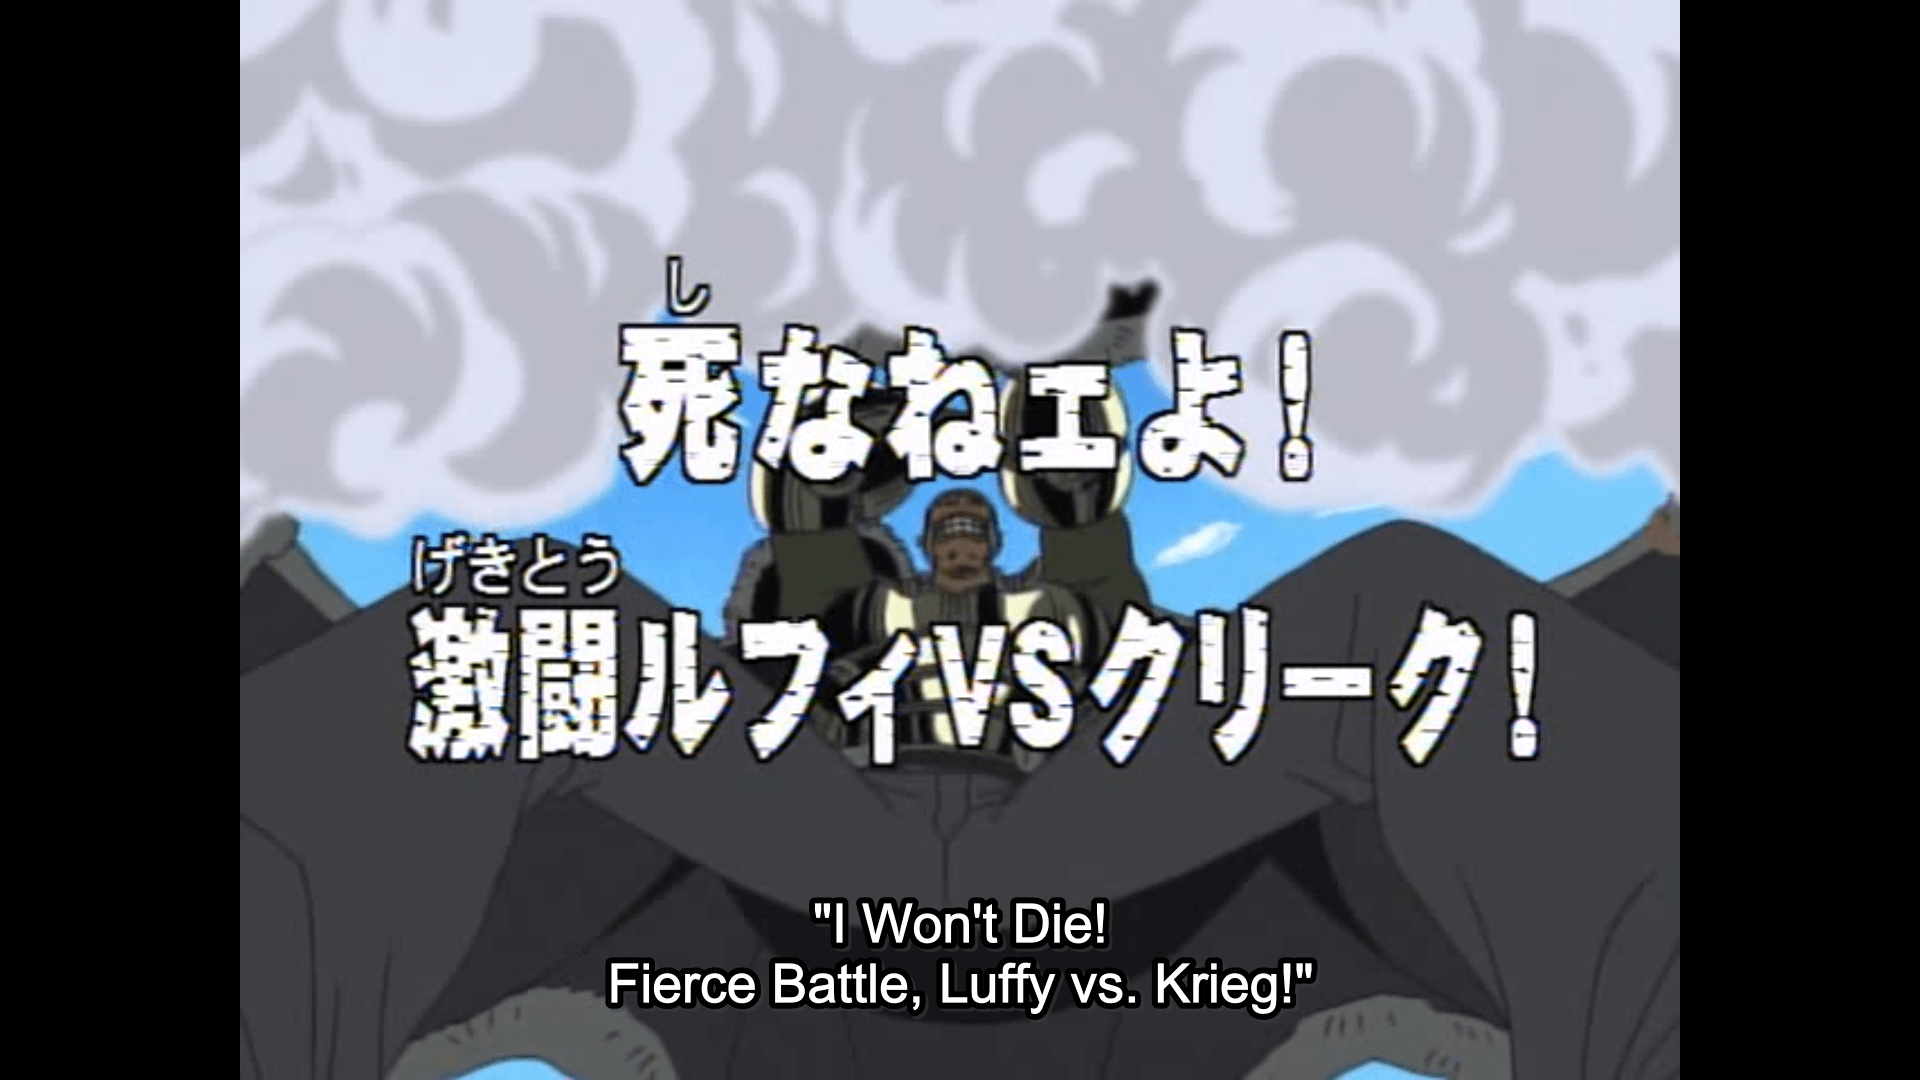 し
死なねェよ!
げきとう
激闘ルフィVSクリーク!
"I Won't Die!
Fierce Battle, Luffy vs. Krieg!"